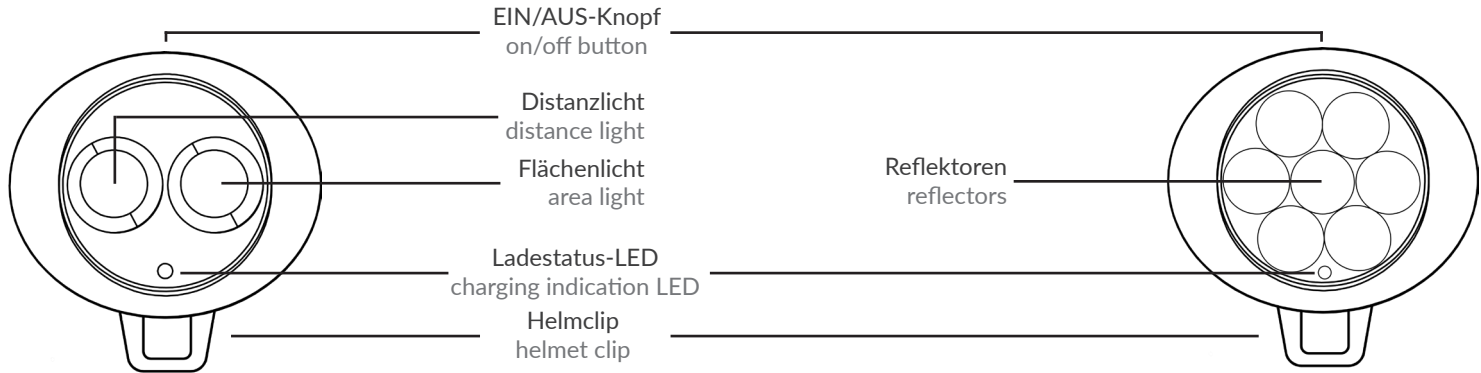 EIN/AUS-Knopf
on/off button
Distanzlicht
distance light
Flächenlicht
area light
Reflektoren
reflectors
Ladestatus-LED
charging indication LED
Helmclip
helmet clip